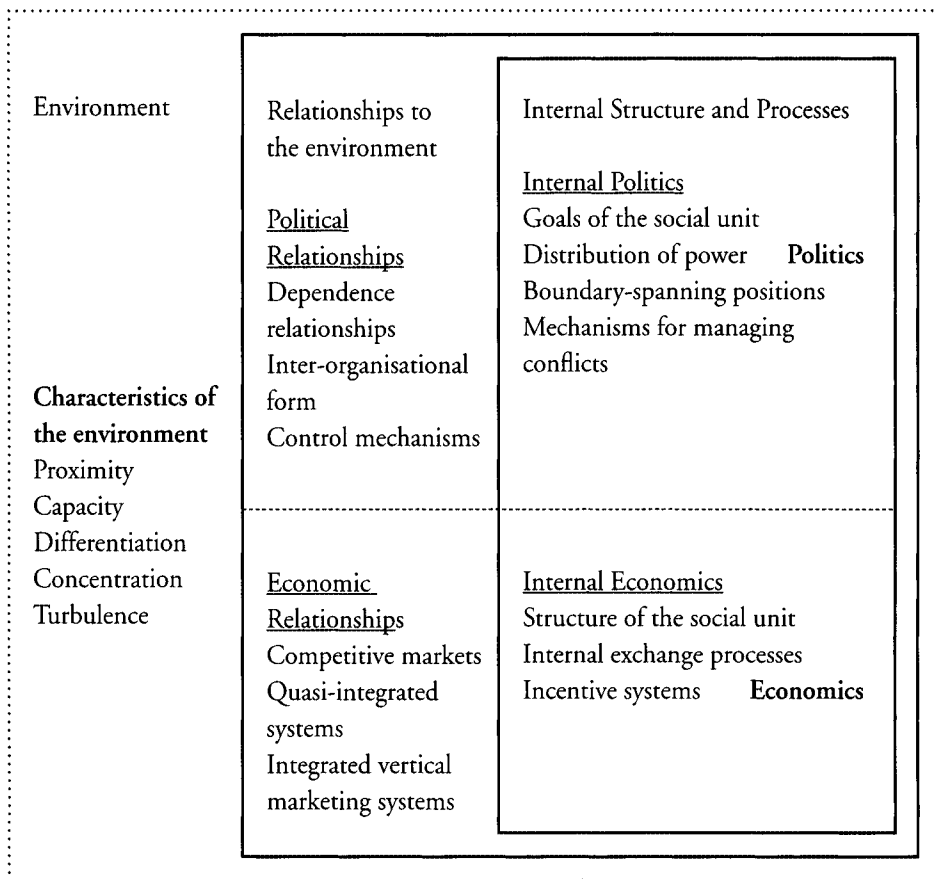 Environment
Characteristics of
the environment
Proximity
Capacity
Differentiation
Concentration
Turbulence
Relationships to
the environment
Political
Relationships
Dependence
relationships
Inter-organisational
form
Control mechanisms
Economic
Relationships
Competitive markets
Quasi-integrated
systems
Integrated vertical
marketing systems
Internal Structure and Processes
Internal Politics
Goals of the social unit
Distribution of power Politics
Boundary-spanning positions
Mechanisms for managing
conflicts
Internal Economics
Structure of the social unit
Internal exchange processes
Incentive systems Economics